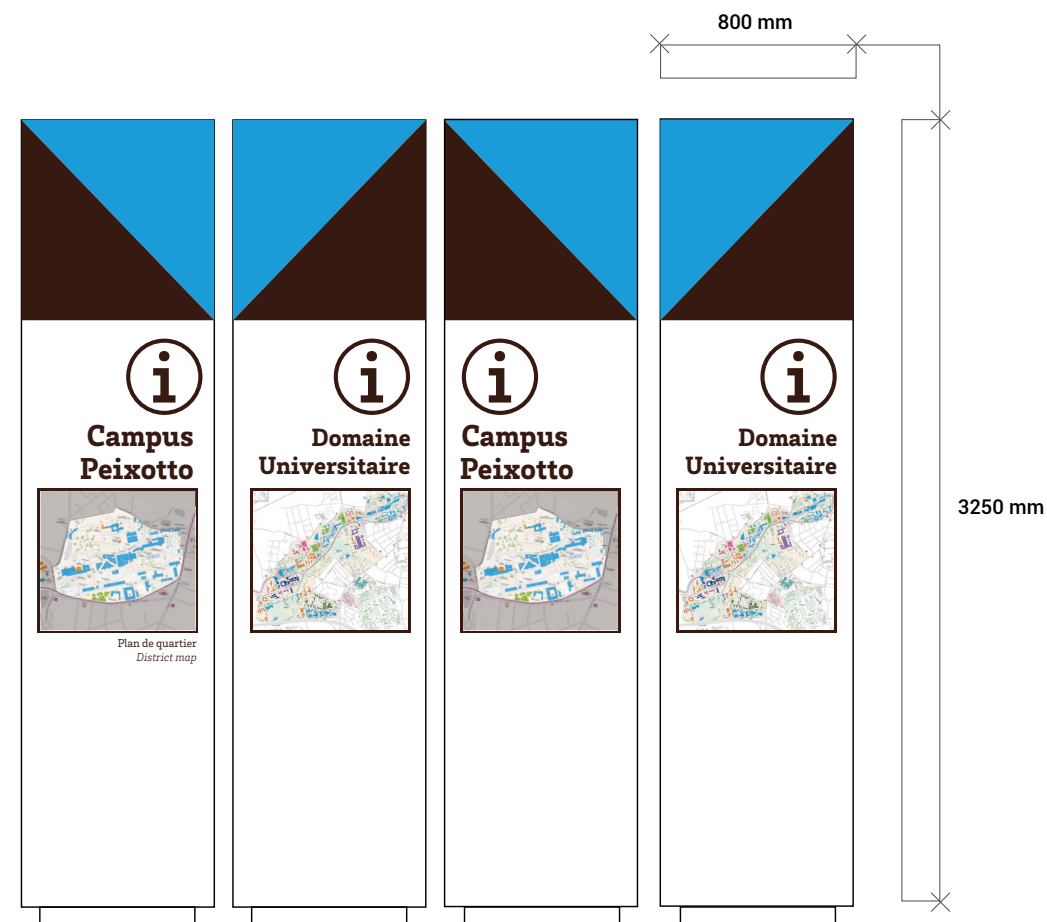 800 mm
i
Campus
Peixotto
Plan de quartier
District map
i
Domaine
Universitaire
i
Campus
Peixotto
i
Domaine
Universitaire
3250 mm